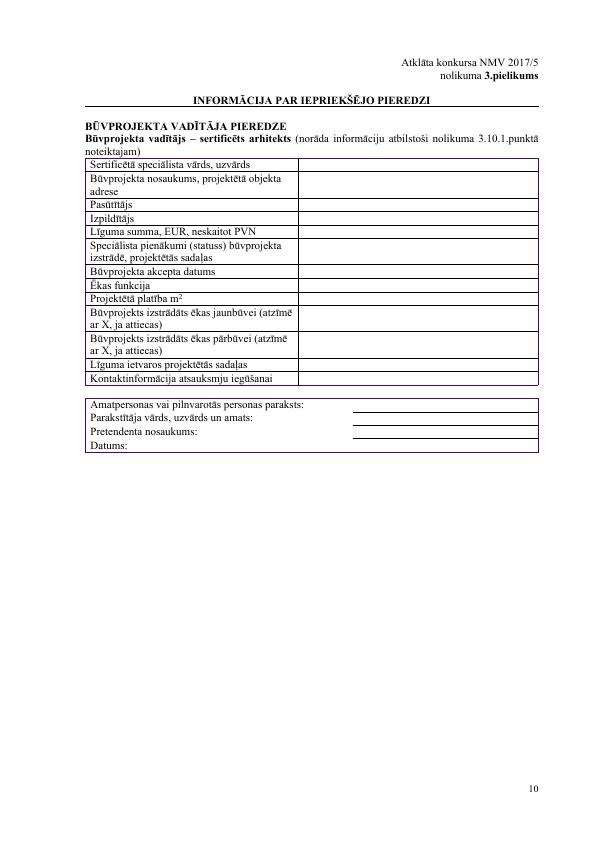 Atklāta konkursa NMV 2017/5
nolikuma 3.pielikums
INFORMĀCIJA PAR IEPRIEKŠĒJO PIEREDZI
BŪVPROJEKTA VADĪTĀJA PIEREDZE
Būvprojekta vadītājs – sertificēts arhitekts (norāda informāciju atbilstoši nolikuma 3.10.1.punktā
noteiktajam)
Sertificētā speciālista vārds, uzvārds
Būvprojekta nosaukums, projektētā objekta
adrese
Pasūtītājs
Izpildītājs
Līguma summa, EUR, neskaitot PVN
Speciālista pienākumi (statuss) būvprojekta
izstrādē, projektētās sadaļas
Būvprojekta akcepta datums
Ēkas funkcija
Projektētā platība m²
Būvprojekts izstrādāts ēkas jaunbūvei (atzīmē
ar X, ja attiecas)
Būvprojekts izstrādāts ēkas pārbūvei (atzīmē
ar X, ja attiecas)
Līguma ietvaros projektētās sadaļas
Kontaktinformācija atsauksmju iegūšanai
Amatpersonas vai pilnvarotās personas paraksts:
Parakstītāja vārds, uzvārds un amats:
Pretendenta nosaukums:
Datums:
10